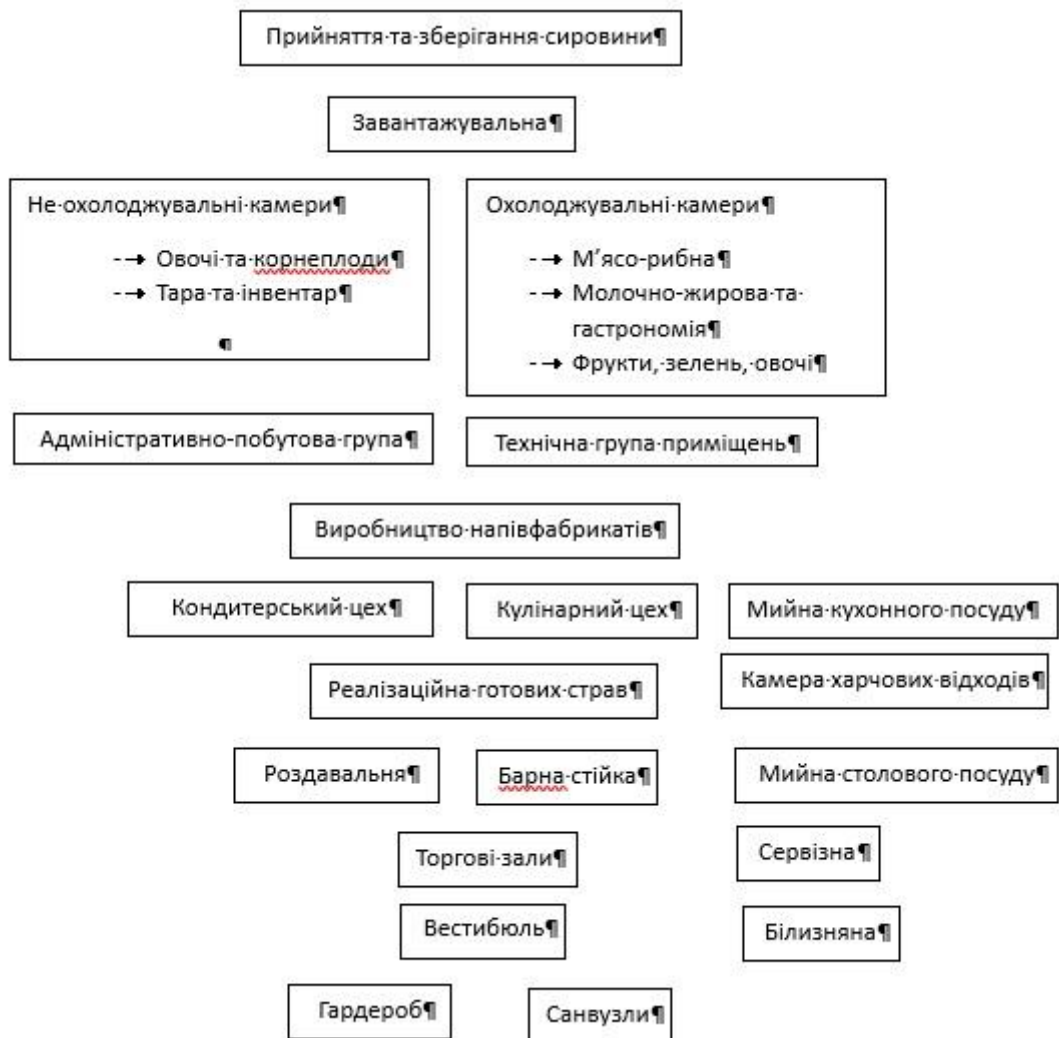 Прийняття·та·зберігання·сировини¶
Завантажувальна¶
Не·охолоджувальні·камери¶
Овочі·та·корнеплоди¶
Тара·та·інвентар¶
¶
Охолоджувальні·камери¶
М’ясо-рибна¶
Молочно-жирова·та·
гастрономія¶
Фрукти,·зелень,·овочі¶
Адміністративно-побутова·група¶
Технічна·група·приміщень¶
Виробництво·напівфабрикатів¶
Кондитерський·цех¶
Кулінарний·цех¶
Мийна·кухонного·посуду¶
Реалізаційна·готових·страв¶
Камера·харчових·відходів¶
Роздавальня¶
Барна·стійка¶
Мийна·столового·посуду¶
Торгові·зали¶
Сервізна¶
Вестибюль¶
Білизняна¶
Гардероб¶
Санвузли¶